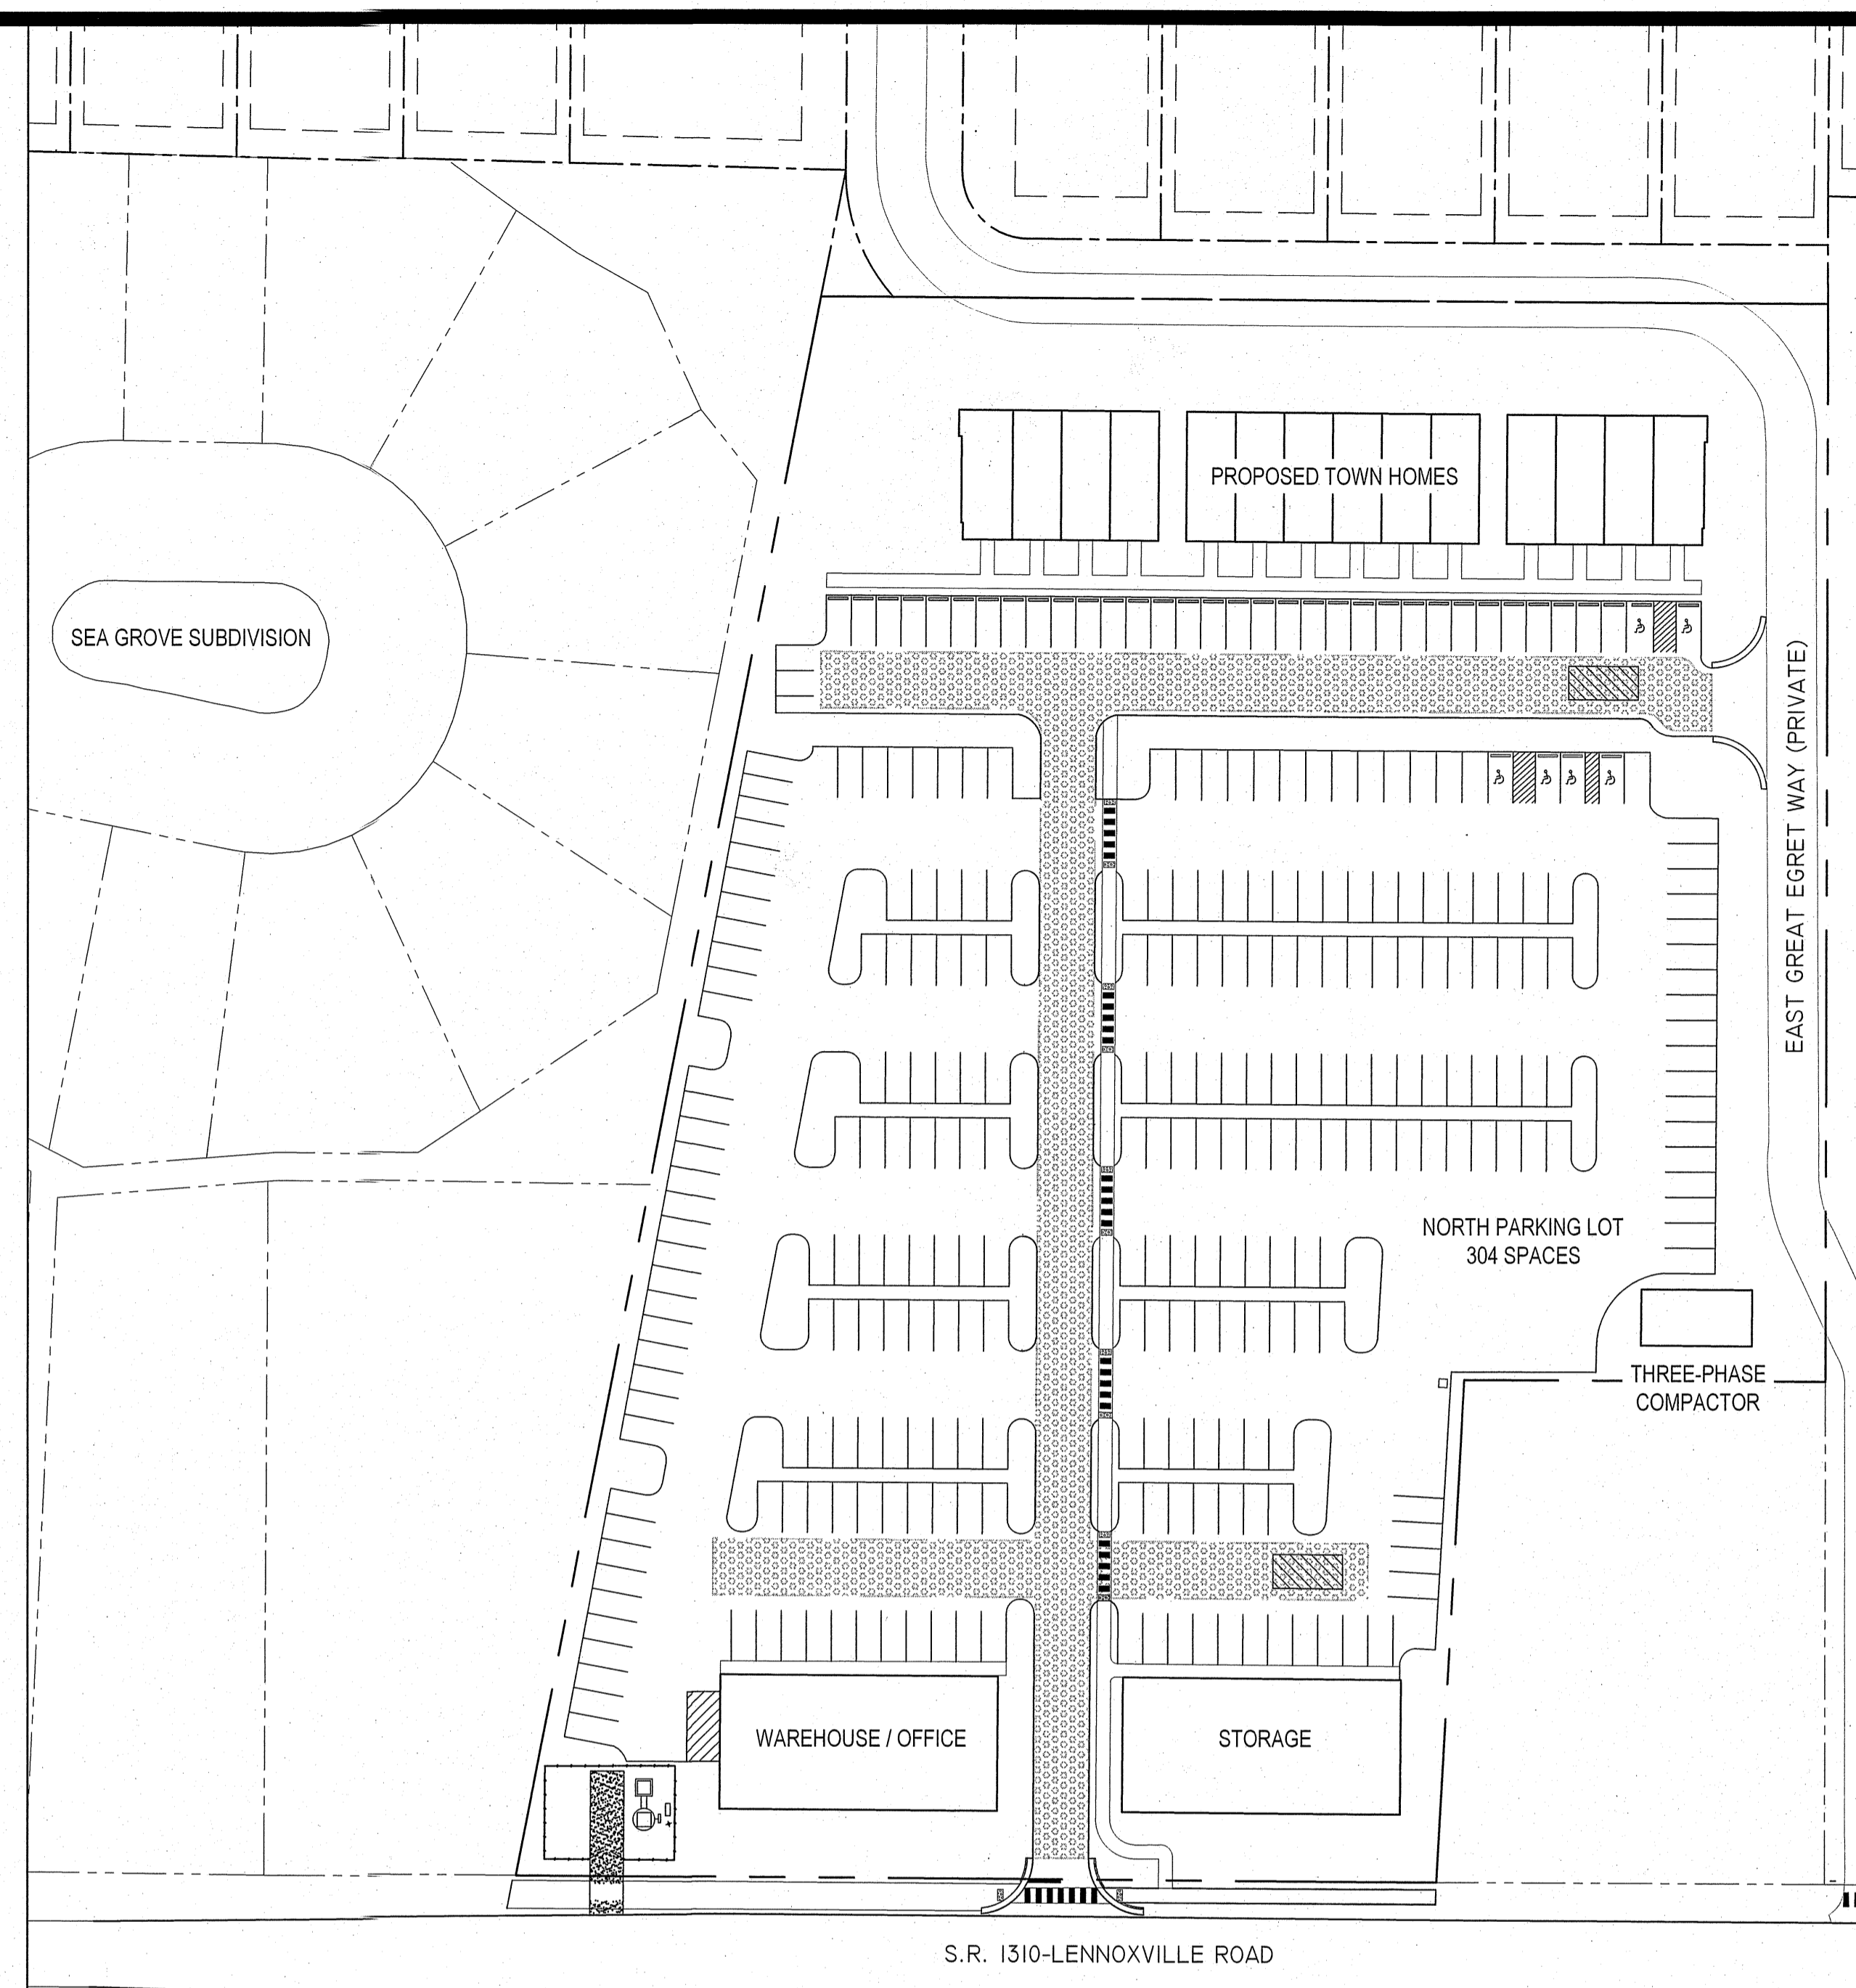 PROPOSED TOWN HOMES
SEA GROVE SUBDIVISION
EAST GREAT EGRET WAY (PRIVATE)
NORTH PARKING LOT
304 SPACES
THREE-PHASE
COMPACTOR
WAREHOUSE / OFFICE
STORAGE
S.R. 1310-LENNOXVILLE ROAD